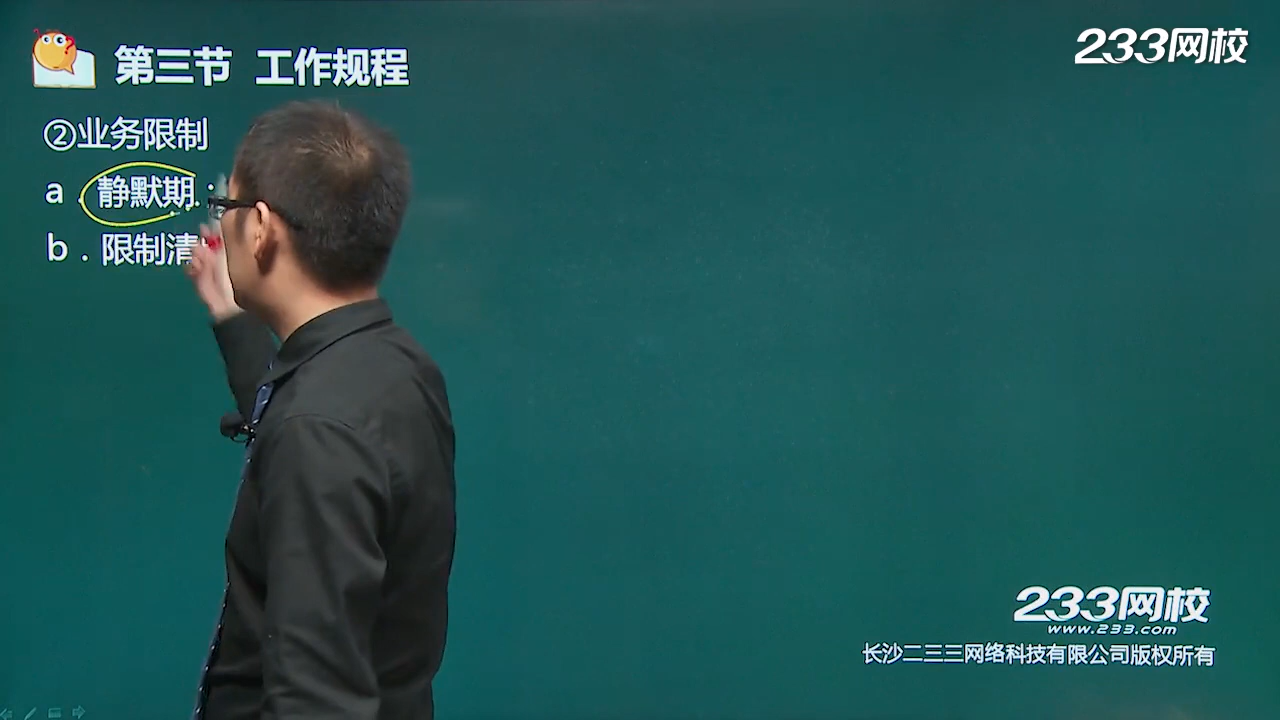 第三节 工作规程
233网校
②业务限制
a．静默期；
b．限制清
233网校
www.233.com
长沙二三三网络科技有限公司版权所有